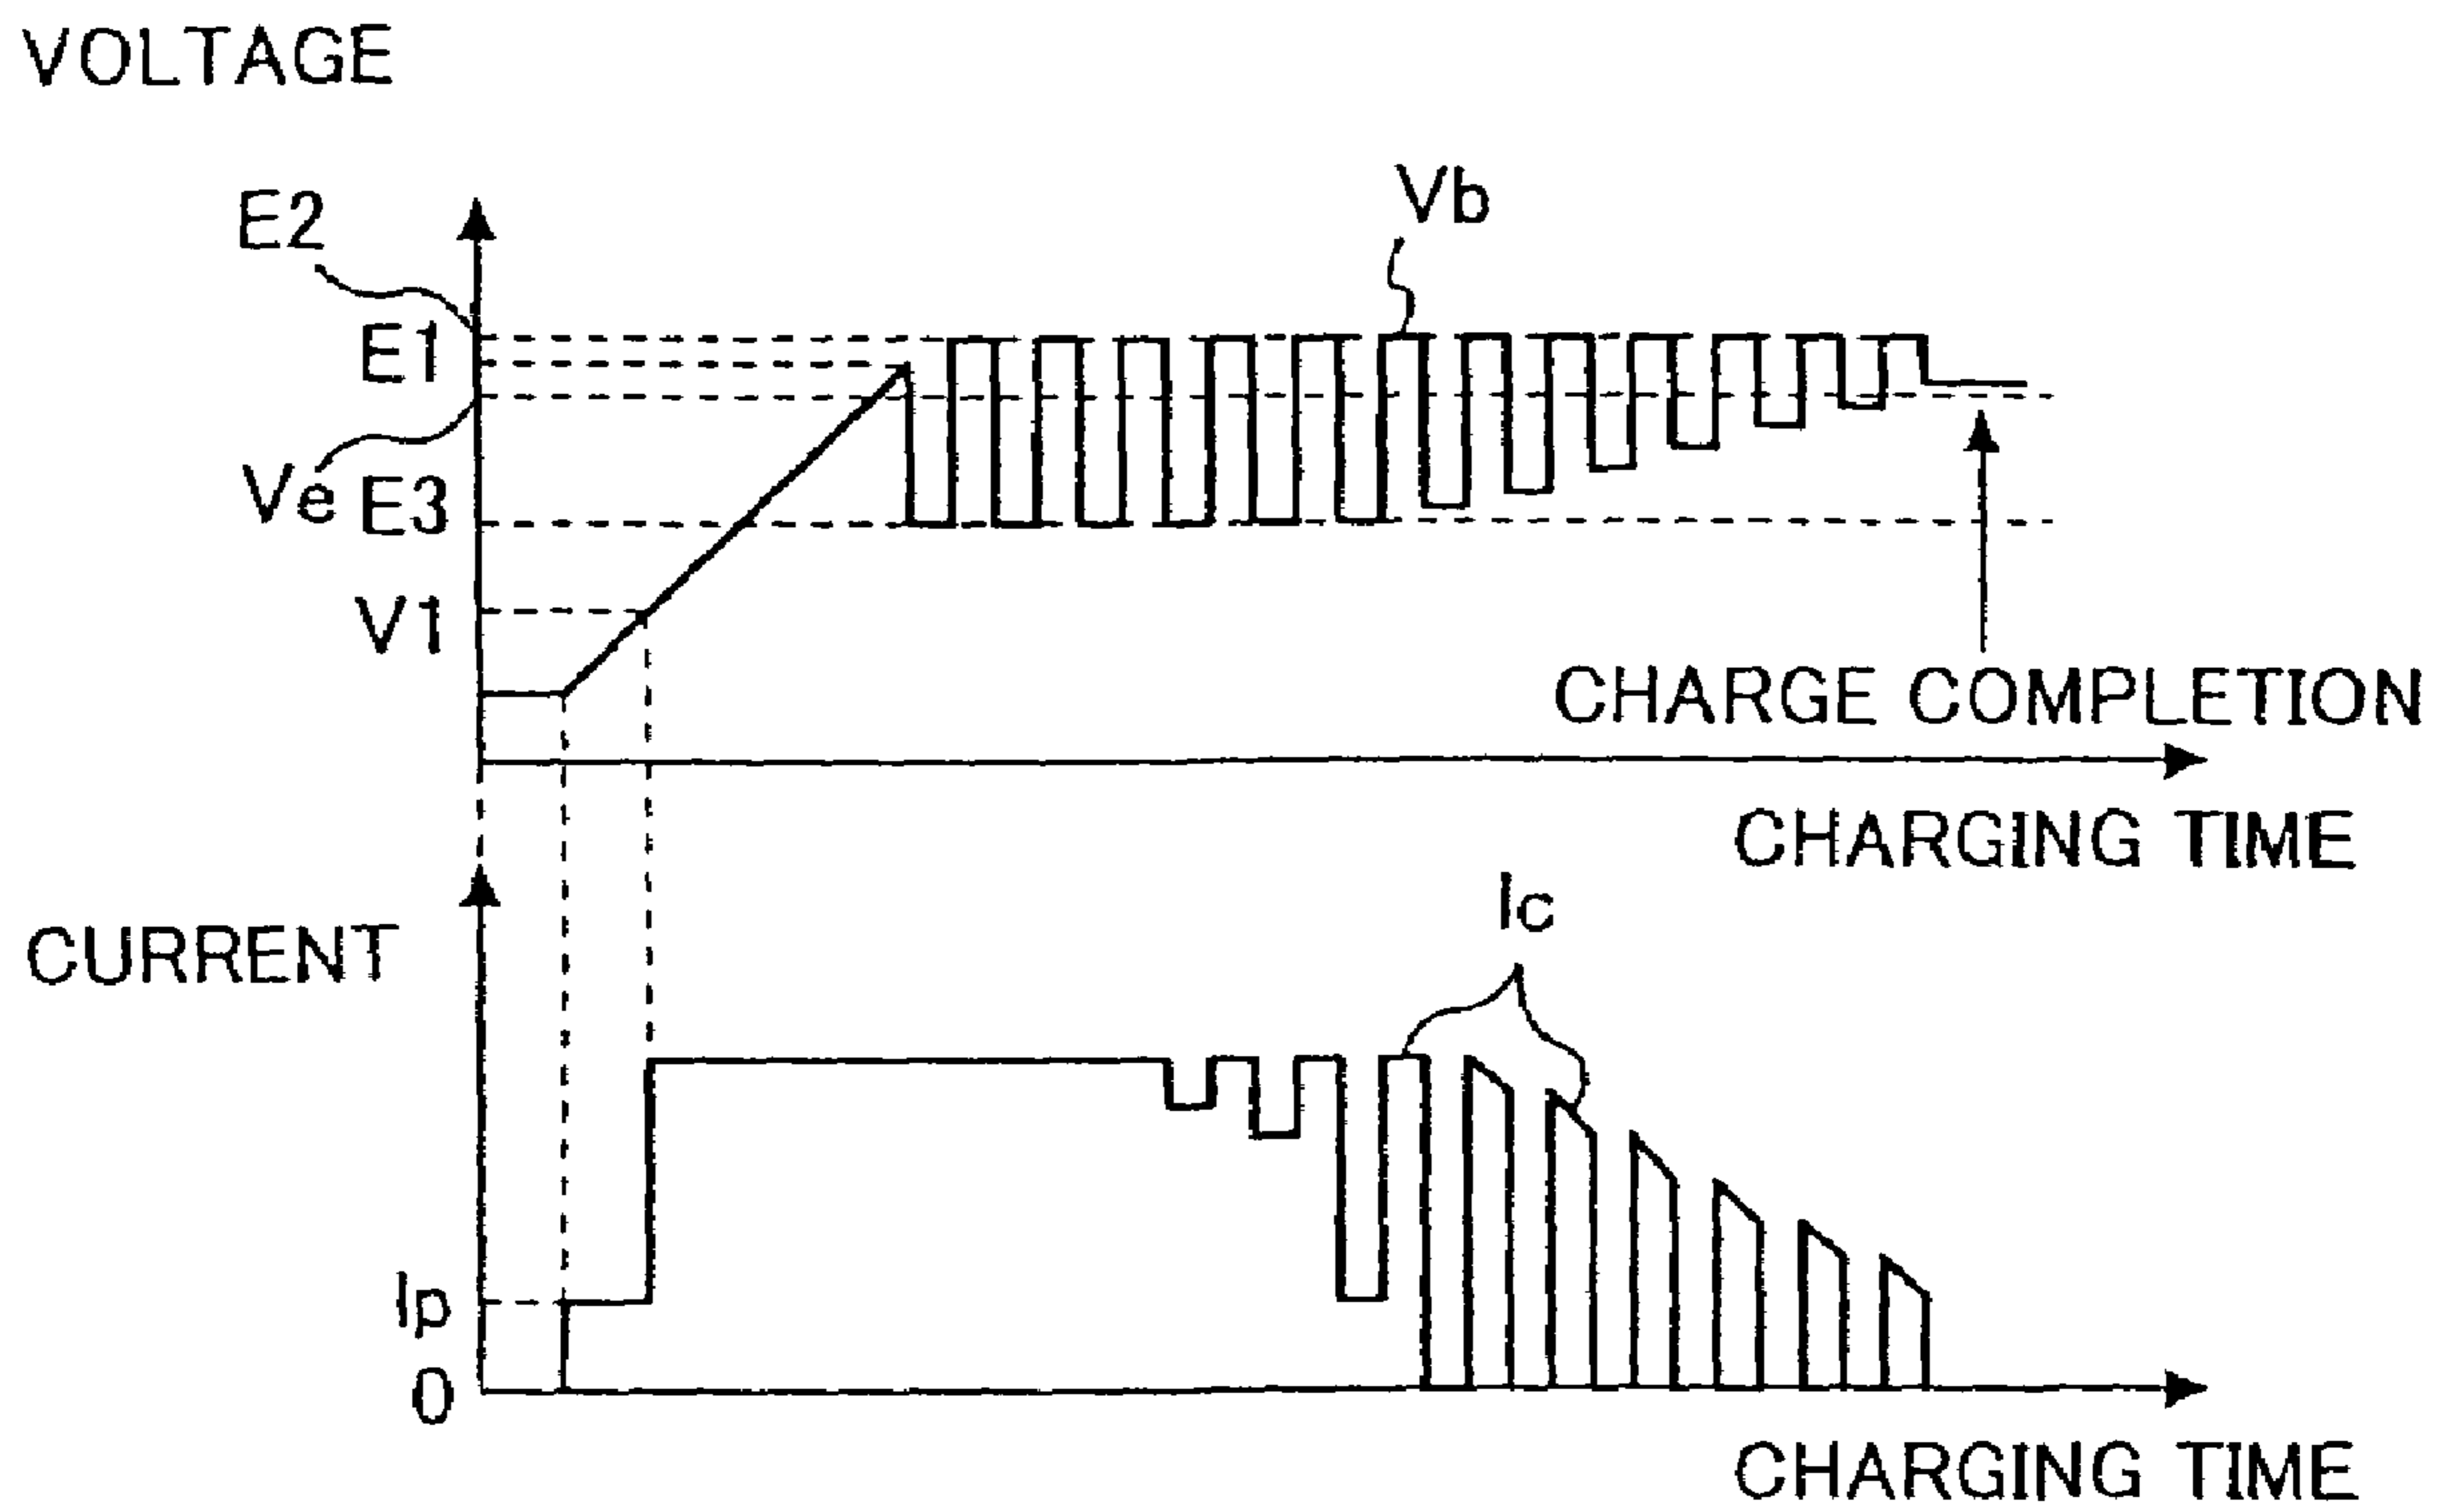 VOLTAGE
Vb
E2
E1
Ve
E3
V1
CHARGE COMPLETION
CHARGING TIME
CURRENT
Ic
Ip
0
CHARGING TIME